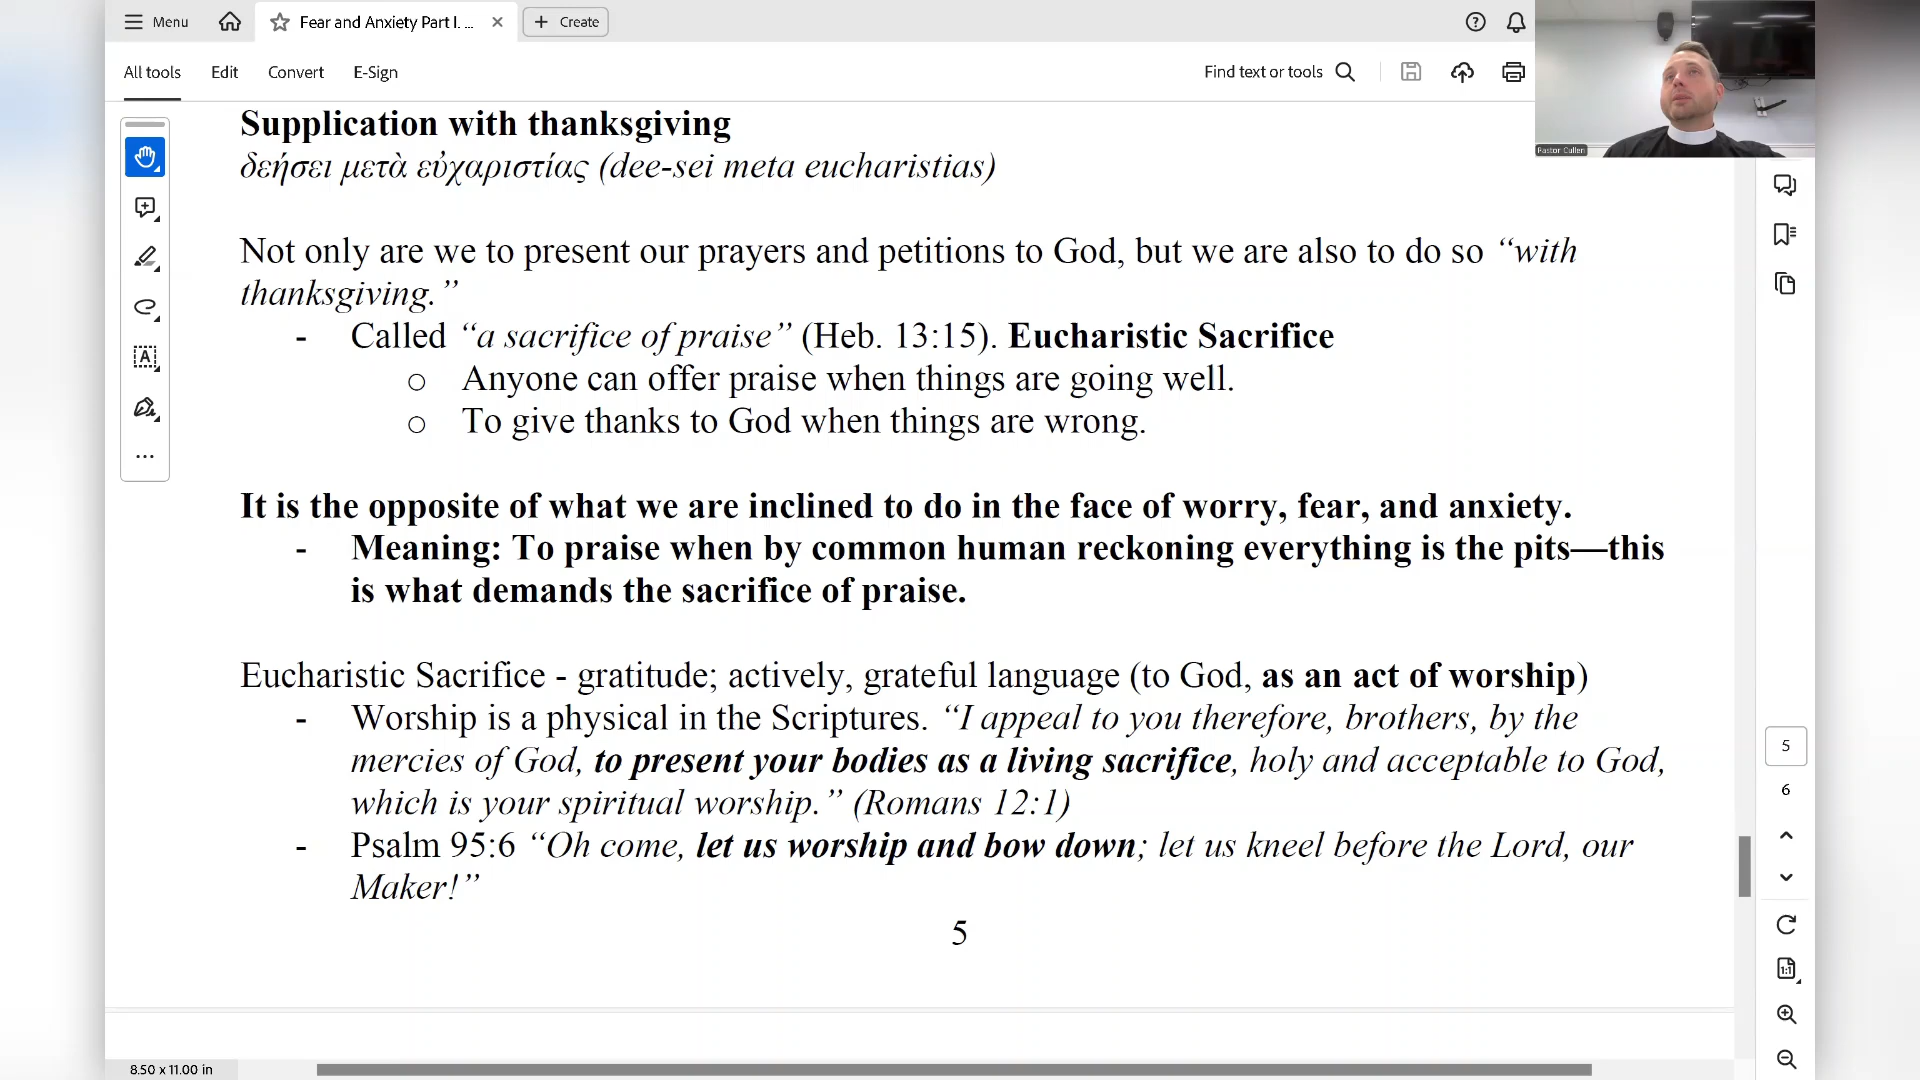 Menu
Fear and Anxiety Part I. ...
Create
All tools
Edit
Convert
E-Sign
Find text or tools
Pastor Cullen
Supplication with thanksgiving
δεήσει μετὰ εὐχαριστίας (dee-sei meta eucharistias)
Not only are we to present our prayers and petitions to God, but we are also to do so “with
thanksgiving.”
- Called “a sacrifice of praise” (Heb. 13:15). Eucharistic Sacrifice
o Anyone can offer praise when things are going well.
o To give thanks to God when things are wrong.
It is the opposite of what we are inclined to do in the face of worry, fear, and anxiety.
- Meaning: To praise when by common human reckoning everything is the pits—this
is what demands the sacrifice of praise.
Eucharistic Sacrifice - gratitude; actively, grateful language (to God, as an act of worship)
- Worship is a physical in the Scriptures. “I appeal to you therefore, brothers, by the
mercies of God, to present your bodies as a living sacrifice, holy and acceptable to God,
which is your spiritual worship.” (Romans 12:1)
- Psalm 95:6 “Oh come, let us worship and bow down; let us kneel before the Lord, our
Maker!”
5
5
6
8.50 x 11.00 in